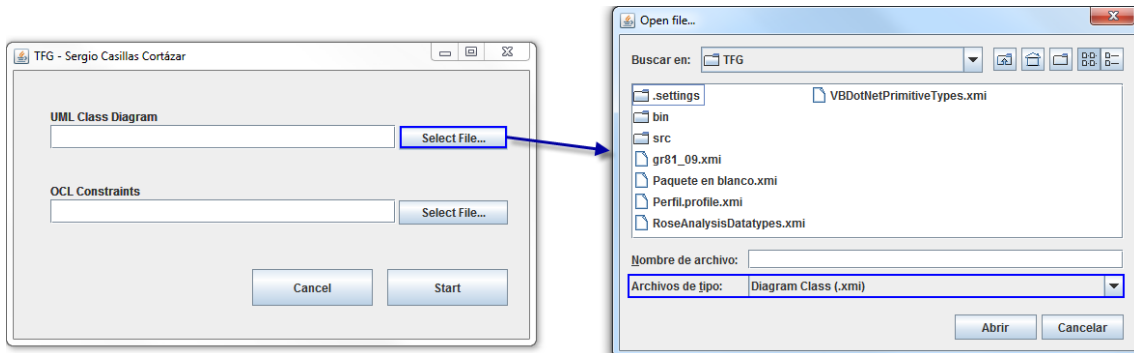 TFG - Sergio Casillas Cortázar
UML Class Diagram
Select File...
OCL Constraints
Select File...
Cancel
Start
Open file...
Buscar en:
TFG
.settings
VBDotNetPrimitiveTypes.xmi
bin
src
gr81_09.xmi
Paquete en blanco.xmi
Perfil.profile.xmi
RoseAnalysisDatatypes.xmi
Nombre de archivo:
Archivos de tipo:
Diagram Class (.xmi)
Abrir
Cancelar